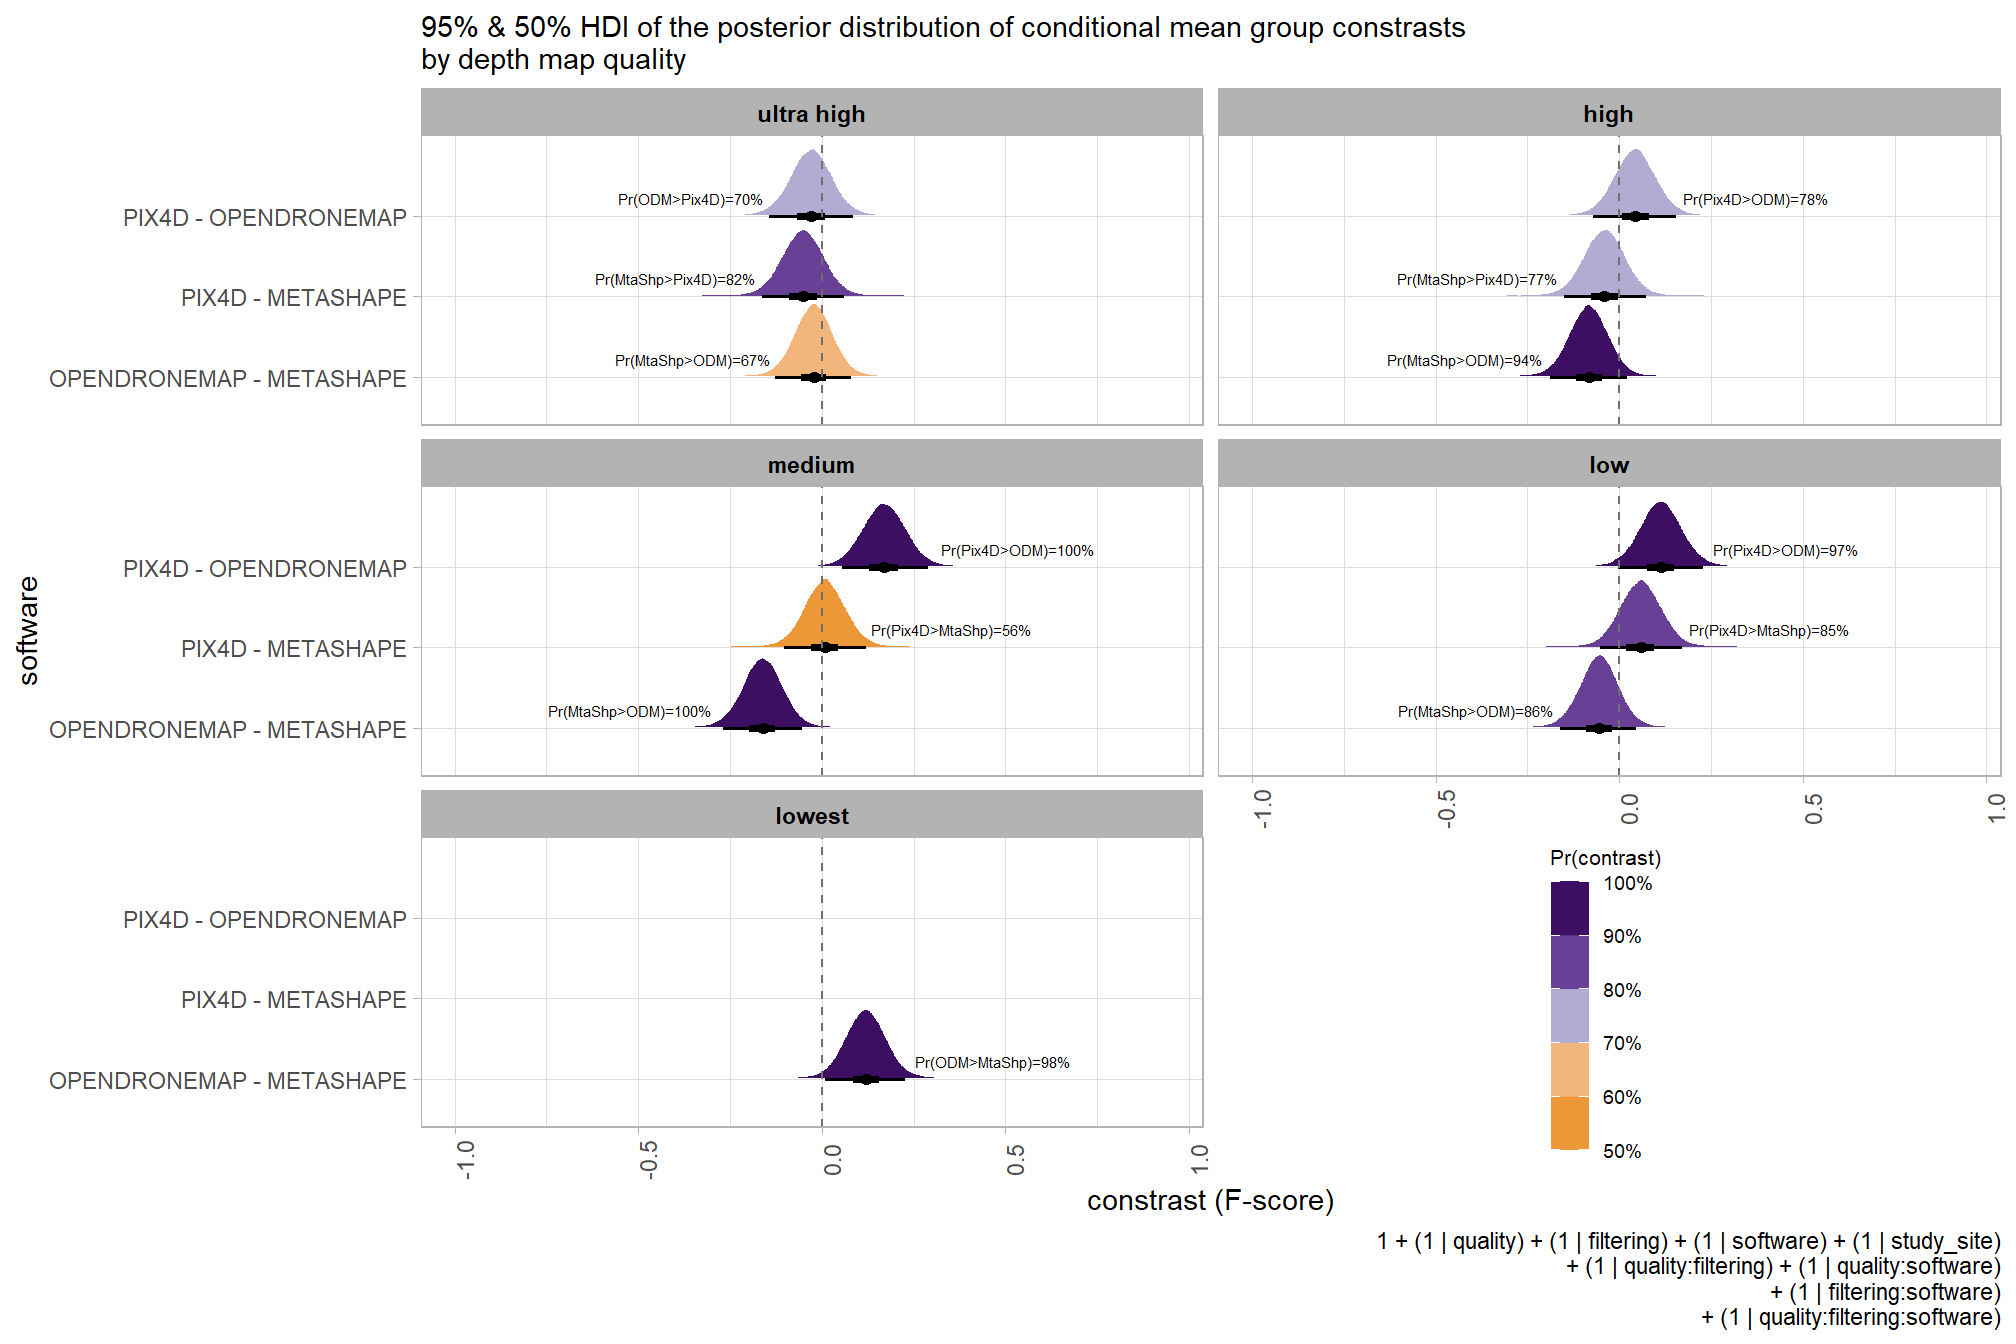 95% & 50% HDI of the posterior distribution of conditional mean group constrasts
by depth map quality
ultra high
high
PIX4D - OPENDRONEMAP
Pr(ODM>Pix4D)=70%
Pr(Pix4D>ODM)=78%
PIX4D - METASHAPE
Pr(MtaShp>Pix4D)=82%
Pr(MtaShp>Pix4D)=77%
OPENDRONEMAP - METASHAPE
Pr(MtaShp>ODM)=67%
Pr(MtaShp>ODM)=94%
medium
low
PIX4D - OPENDRONEMAP
Pr(Pix4D>ODM)=100%
Pr(Pix4D>ODM)=97%
PIX4D - METASHAPE
Pr(Pix4D>MtaShp)=56%
Pr(Pix4D>MtaShp)=85%
OPENDRONEMAP - METASHAPE
Pr(MtaShp>ODM)=100%
Pr(MtaShp>ODM)=86%
software
-1.0
-0.5
0.0
0.5
1.0
lowest
PIX4D - OPENDRONEMAP
PIX4D - METASHAPE
OPENDRONEMAP - METASHAPE
Pr(ODM>MtaShp)=98%
-1.0
-0.5
0.0
0.5
1.0
Pr(contrast)
100%
90%
80%
70%
60%
50%
constrast (F-score)
1 + (1 | quality) + (1 | filtering) + (1 | software) + (1 | study_site)
+ (1 | quality:filtering) + (1 | quality:software)
+ (1 | filtering:software)
+ (1 | quality:filtering:software)